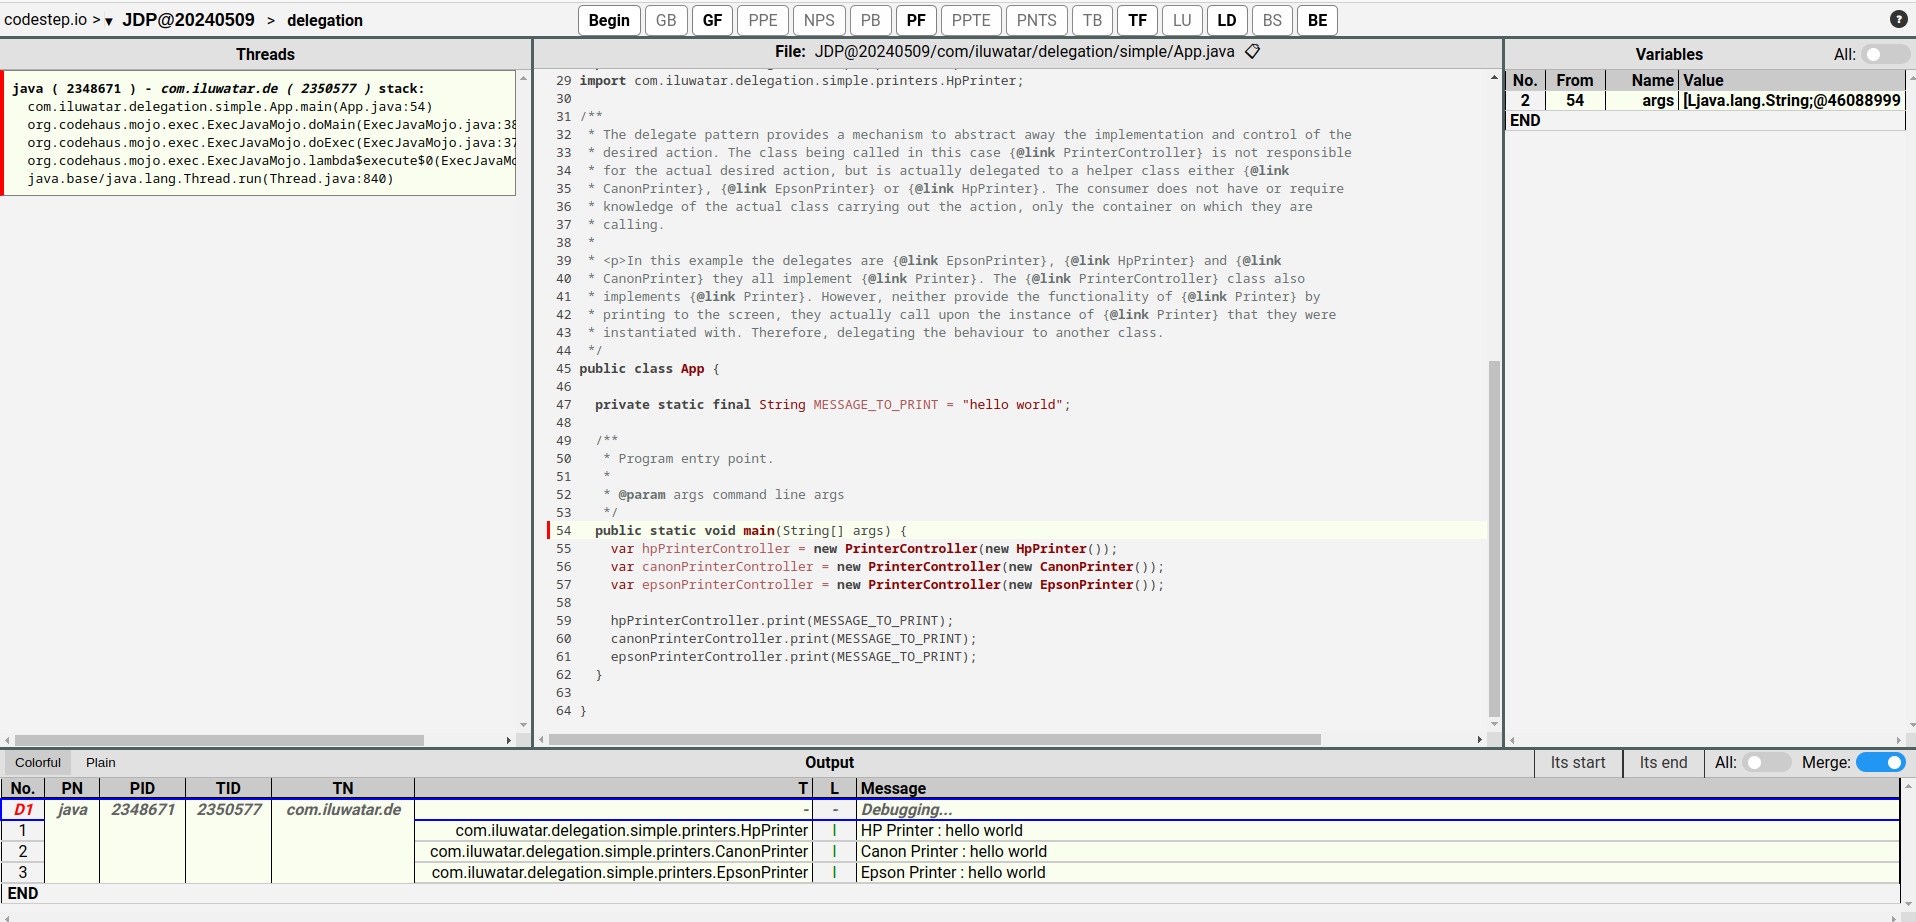 codestep.io > ▾ JDP@20240509 > delegation
Begin GB GF PPE NPS PB PF PPTE PNTS TB TF LU LD BS BE ?
Threads
java ( 2348671 ) - com.iluwatar.de ( 2350577 ) stack:
com.iluwatar.delegation.simple.App.main(App.java:54)
org.codehaus.mojo.exec.ExecJavaMojo.doMain(ExecJavaMojo.java:38
org.codehaus.mojo.exec.ExecJavaMojo.doExec(ExecJavaMojo.java:37
org.codehaus.mojo.exec.ExecJavaMojo.lambda$execute$0(ExecJavaMo
java.base/java.lang.Thread.run(Thread.java:840)
File: JDP@20240509/com/iluwatar/delegation/simple/App.java
29 import com.iluwatar.delegation.simple.printers.HpPrinter;
30
31 /**
32 * The delegate pattern provides a mechanism to abstract away the implementation and control of the
33 * desired action. The class being called in this case {@link PrinterController} is not responsible
34 * for the actual desired action, but is actually delegated to a helper class either {@link
35 * CanonPrinter}, {@link EpsonPrinter} or {@link HpPrinter}. The consumer does not have or require
36 * knowledge of the actual class carrying out the action, only the container on which they are
37 * calling.
38 *
39 * <p>In this example the delegates are {@link EpsonPrinter}, {@link HpPrinter} and {@link
40 * CanonPrinter} they all implement {@link Printer}. The {@link PrinterController} class also
41 * implements {@link Printer}. However, neither provide the functionality of {@link Printer} by
42 * printing to the screen, they actually call upon the instance of {@link Printer} that they were
43 * instantiated with. Therefore, delegating the behaviour to another class.
44 */
45 public class App {
46
47 private static final String MESSAGE_TO_PRINT = "hello world";
48
49 /**
50 * Program entry point.
51 *
52 * @param args command line args
53 */
54 public static void main(String[] args) {
55 var hpPrinterController = new PrinterController(new HpPrinter());
56 var canonPrinterController = new PrinterController(new CanonPrinter());
57 var epsonPrinterController = new PrinterController(new EpsonPrinter());
58
59 hpPrinterController.print(MESSAGE_TO_PRINT);
60 canonPrinterController.print(MESSAGE_TO_PRINT);
61 epsonPrinterController.print(MESSAGE_TO_PRINT);
62 }
63
64 }
Variables All:
No. From Name Value
2 54 args [Ljava.lang.String;@46088999
END
Colorful Plain Output Its start Its end All: Merge:
No. PN PID TID TN T L Message
D1 java 2348671 2350577 com.iluwatar.de - - Debugging...
1 com.iluwatar.delegation.simple.printers.HpPrinter I HP Printer : hello world
2 com.iluwatar.delegation.simple.printers.CanonPrinter I Canon Printer : hello world
3 com.iluwatar.delegation.simple.printers.EpsonPrinter I Epson Printer : hello world
END